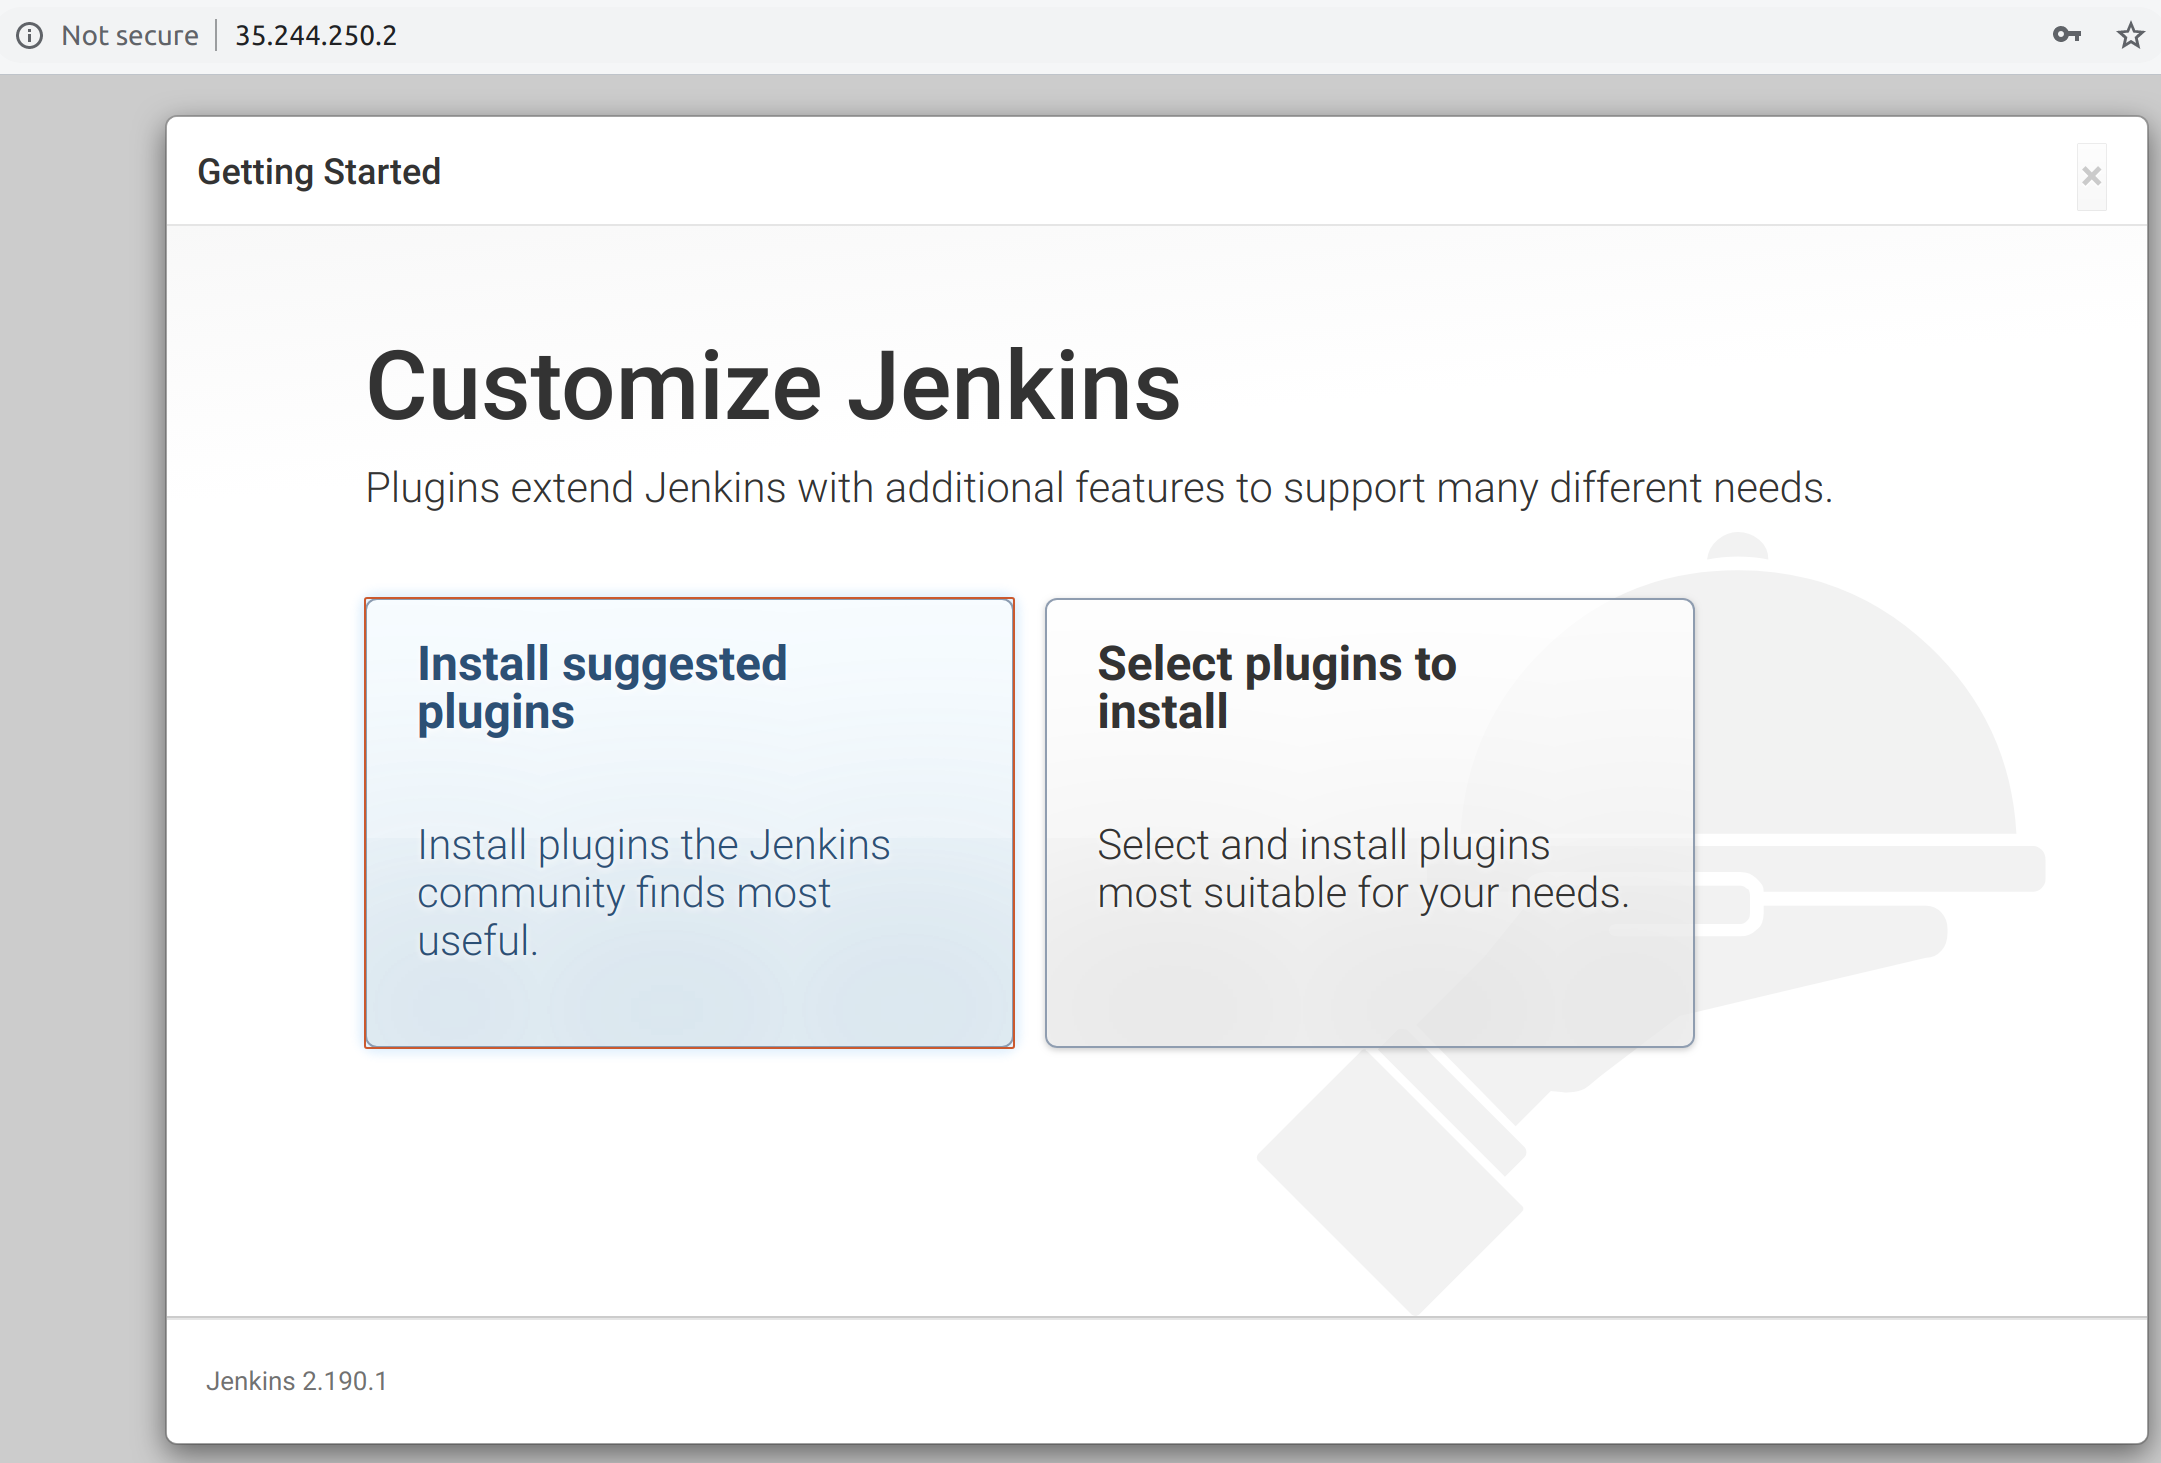 Not secure 35.244.250.2
Getting Started
×
Customize Jenkins
Plugins extend Jenkins with additional features to support many different needs.
Install suggested
plugins
Install plugins the Jenkins
community finds most
useful.
Select plugins to
install
Select and install plugins
most suitable for your needs.
Jenkins 2.190.1